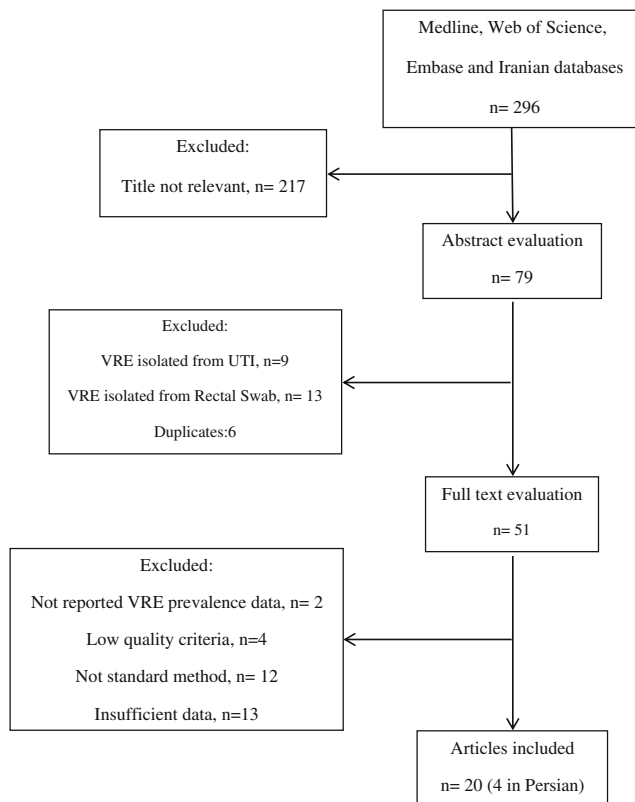 Medline, Web of Science,
Embase and Iranian databases
n= 296
Excluded:
Title not relevant, n= 217
Abstract evaluation
n= 79
Excluded:
VRE isolated from UTI, n=9
VRE isolated from Rectal Swab, n= 13
Duplicates:6
Full text evaluation
n= 51
Excluded:
Not reported VRE prevalence data, n= 2
Low quality criteria, n=4
Not standard method, n= 12
Insufficient data, n=13
Articles included
n= 20 (4 in Persian)